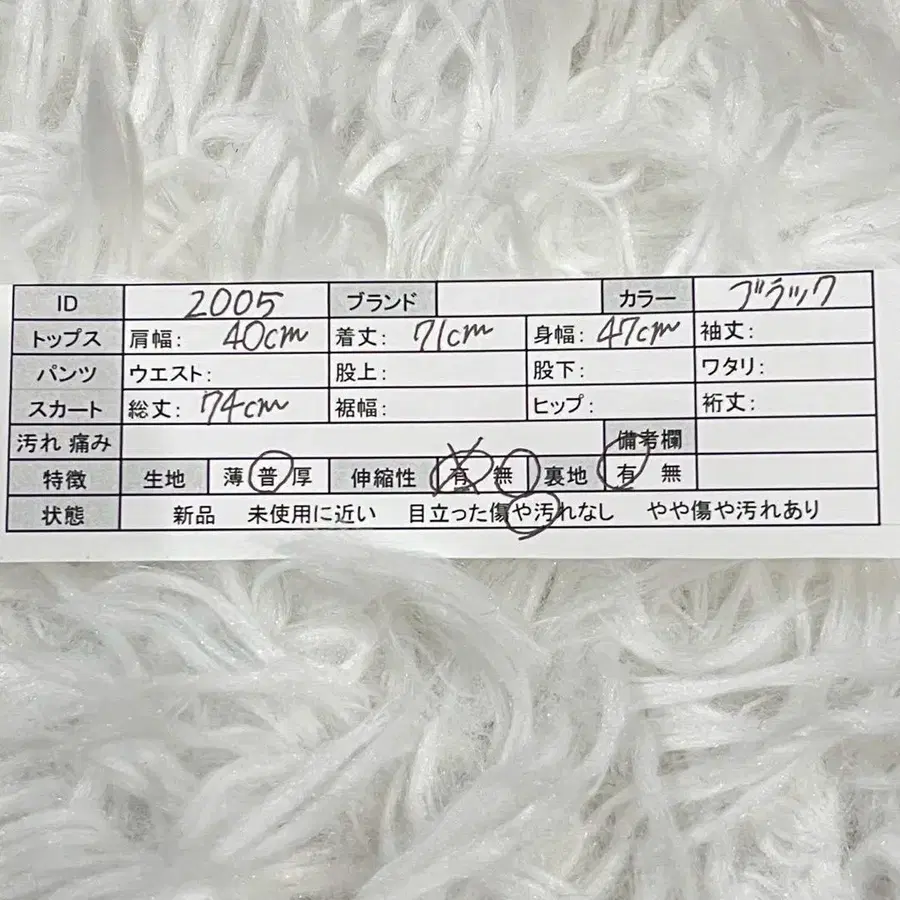 ID 2005 ブランド カラー ブラック
トップス 肩幅: 40cm 着丈: 71cm 身幅: 47cm 袖丈:
パンツ ウエスト: 股上: 股下: ワタリ:
スカート 総丈: 74cm 裾幅: ヒップ: 裄丈:
汚れ 痛み 備考欄
特徴 生地 薄 普 厚 伸縮性 有 無 裏地 有 無
状態 新品 未使用に近い 目立った傷や汚れなし やや傷や汚れあり